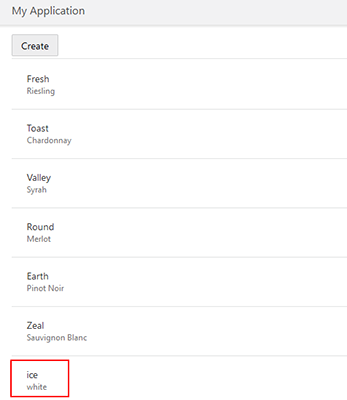 My Application
Create
Fresh
Riesling
Toast
Chardonnay
Valley
Syrah
Round
Merlot
Earth
Pinot Noir
Zeal
Sauvignon Blanc
ice
white